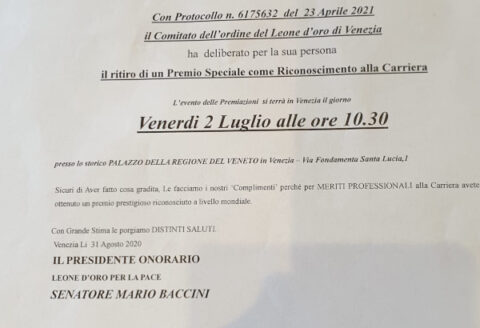 Con Protocollo n. 6175632 del 23 Aprile 2021
il Comitato dell'ordine del Leone d'oro di Venezia
ha deliberato per la sua persona
il ritiro di un Premio Speciale come Riconoscimento alla Carriera
L'evento delle Premiazioni si terrà in Venezia il giorno
Venerdì 2 Luglio alle ore 10.30
presso lo storico PALAZZO DELLA REGIONE DEL VENETO in Venezia – Via Fondamenta Santa Lucia,1
Sicuri di Aver fatto cosa gradita, Le facciamo i nostri 'Complimenti' perché per MERITI PROFESSIONALI alla Carriera avete
ottenuto un premio prestigioso riconosciuto a livello mondiale.
Con Grande Stima le porgiamo DISTINTI SALUTI.
Venezia Li 31 Agosto 2020
IL PRESIDENTE ONORARIO
LEONE D'ORO PER LA PACE
SENATORE MARIO BACCINI